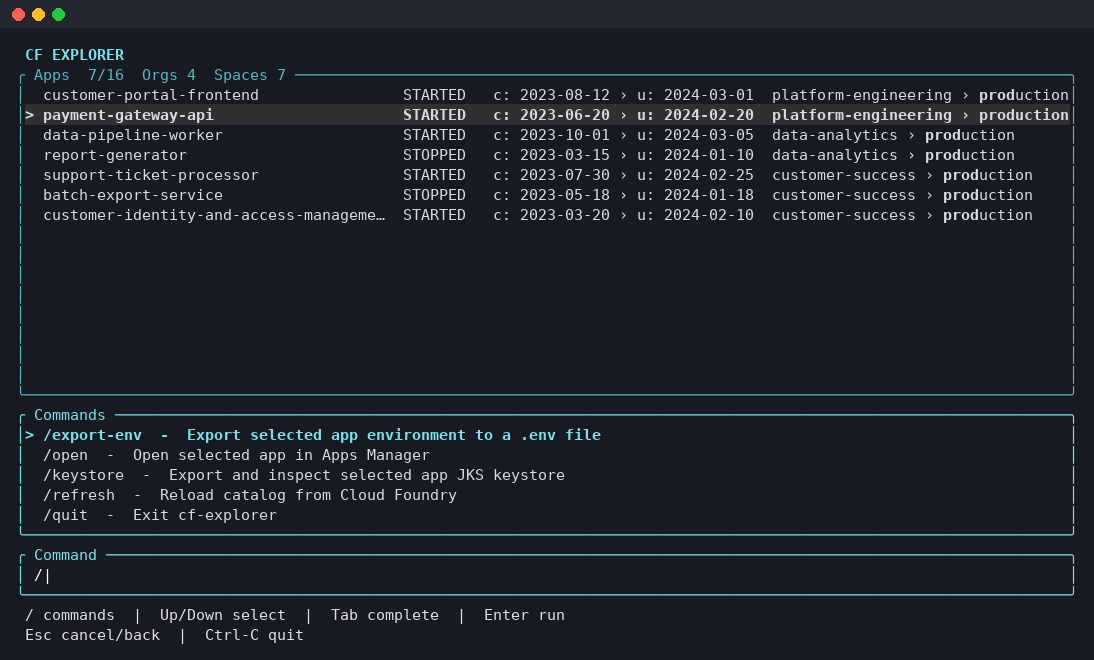 CF EXPLORER
Apps  7/16  Orgs 4  Spaces 7
customer-portal-frontend  STARTED  c: 2023-08-12 › u: 2024-03-01  platform-engineering › production
> payment-gateway-api  STARTED  c: 2023-06-20 › u: 2024-02-20  platform-engineering › production
data-pipeline-worker  STARTED  c: 2023-10-01 › u: 2024-03-05  data-analytics › production
report-generator  STOPPED  c: 2023-03-15 › u: 2024-01-10  data-analytics › production
support-ticket-processor  STARTED  c: 2023-07-30 › u: 2024-02-25  customer-success › production
batch-export-service  STOPPED  c: 2023-05-18 › u: 2024-01-18  customer-success › production
customer-identity-and-access-manageme…  STARTED  c: 2023-03-20 › u: 2024-02-10  customer-success › production
Commands
> /export-env  -  Export selected app environment to a .env file
/open  -  Open selected app in Apps Manager
/keystore  -  Export and inspect selected app JKS keystore
/refresh  -  Reload catalog from Cloud Foundry
/quit  -  Exit cf-explorer
Command
/|
/ commands  |  Up/Down select  |  Tab complete  |  Enter run
Esc cancel/back  |  Ctrl-C quit